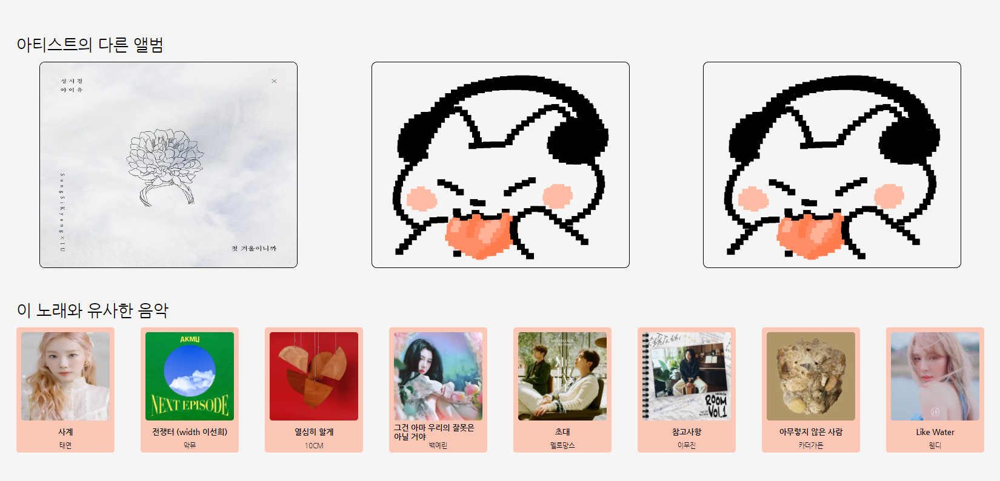 아티스트의 다른 앨범
성시경
아이유
SungSiKyung×IU
첫 겨울이니까
이 노래와 유사한 음악
AKMU
NEXT EPISODE
MELOMANCE
초대
ROOM
VOL.1
사계
태연
전쟁터 (width 이선희)
악뮤
열심히 할게
10CM
그건 아마 우리의 잘못은
아닐 거야
백예린
초대
멜로망스
참고사항
이무진
아무렇지 않은 사람
카더가든
Like Water
웬디